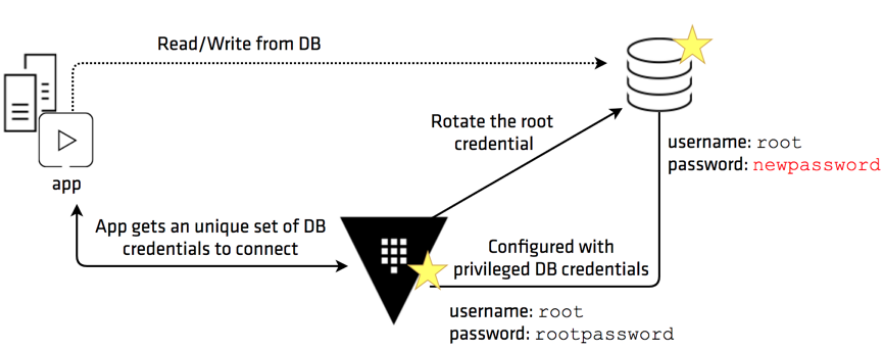 Read/Write from DB
Rotate the root
credential
username: root
password: newpassword
app
App gets an unique set of DB
credentials to connect
Configured with
privileged DB credentials
username: root
password: rootpassword